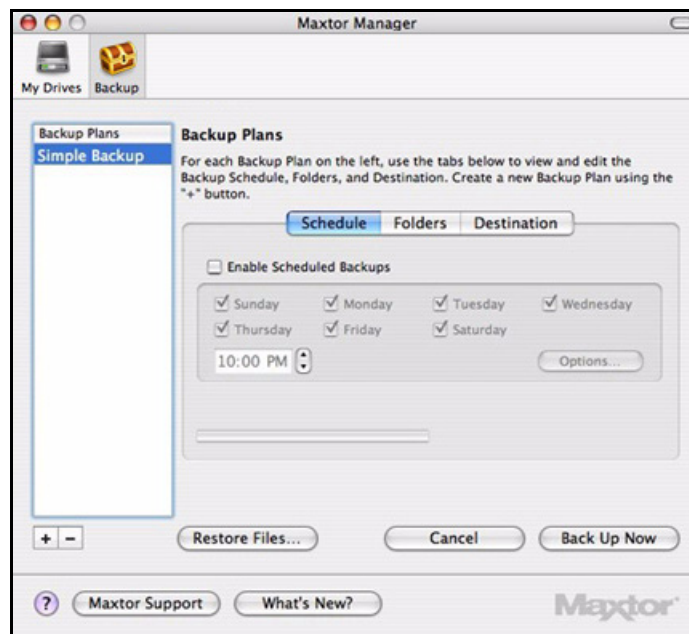 Maxtor Manager
My Drives Backup
Backup Plans
Simple Backup
Backup Plans
For each Backup Plan on the left, use the tabs below to view and edit the
Backup Schedule, Folders, and Destination. Create a new Backup Plan using the
"+" button.
Schedule Folders Destination
Enable Scheduled Backups
Sunday Monday Tuesday Wednesday
Thursday Friday Saturday
10:00 PM Options...
+ − Restore Files... Cancel Back Up Now
? Maxtor Support What's New? Maxtor